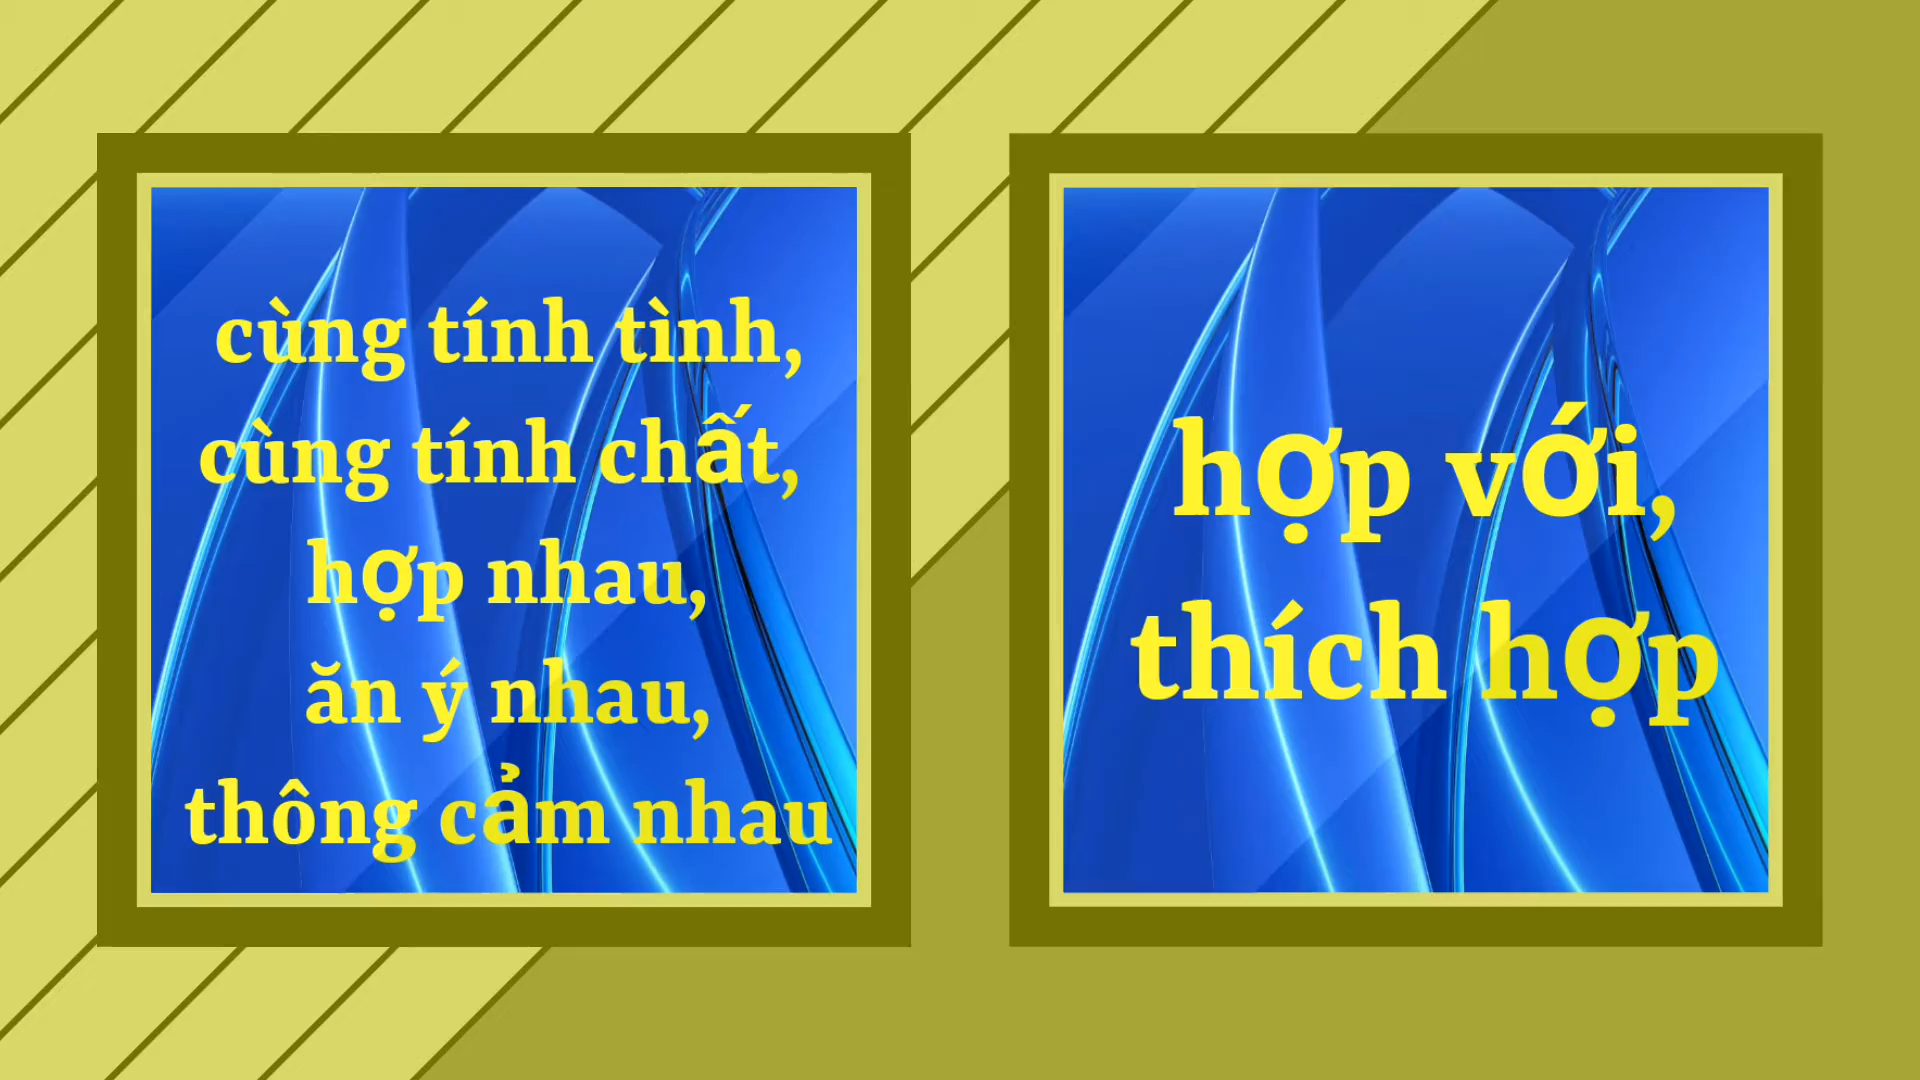 cùng tính tình,
cùng tính chất,
hợp nhau,
ăn ý nhau,
thông cảm nhau
hợp với,
thích hợp